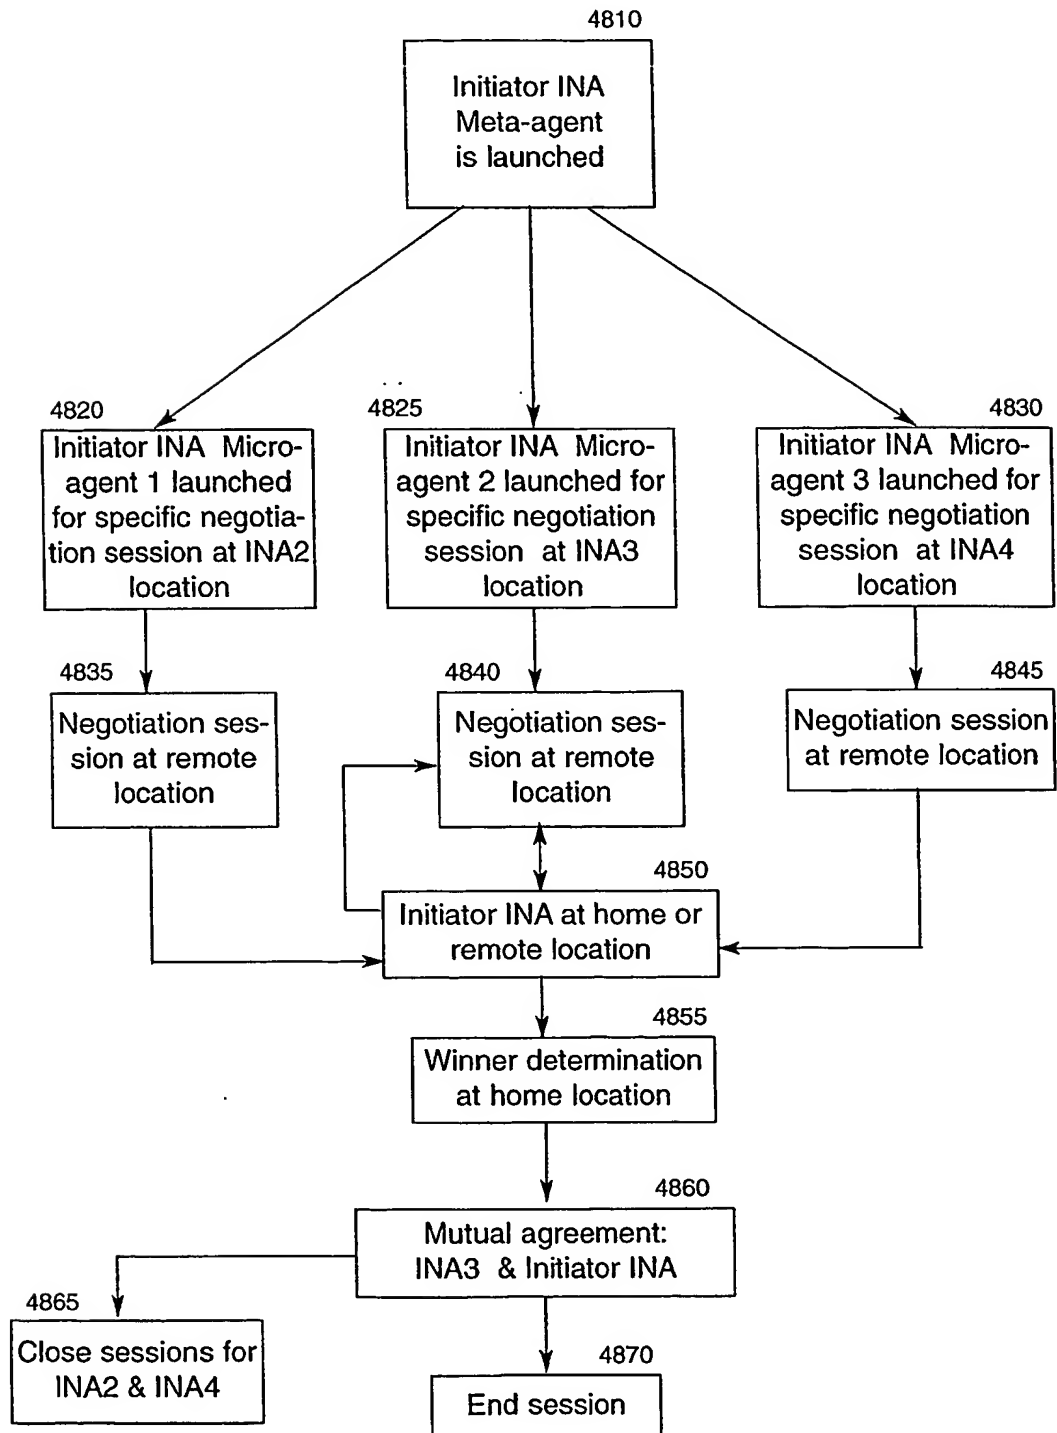 4810
Initiator INA
Meta-agent
is launched
4820
Initiator INA Micro-
agent 1 launched
for specific negotia-
tion session at INA2
location
4825
Initiator INA Micro-
agent 2 launched for
specific negotiation
session at INA3
location
4830
Initiator INA Micro-
agent 3 launched for
specific negotiation
session at INA4
location
4835
Negotiation ses-
sion at remote
location
4840
Negotiation ses-
sion at remote
location
4845
Negotiation session
at remote location
4850
Initiator INA at home or
remote location
4855
Winner determination
at home location
4860
Mutual agreement:
INA3 & Initiator INA
4865
Close sessions for
INA2 & INA4
4870
End session